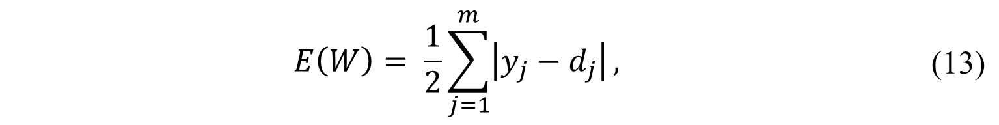 E(W) = 1/2 ∑_{j=1}^{m} |y_j − d_j| , (13)